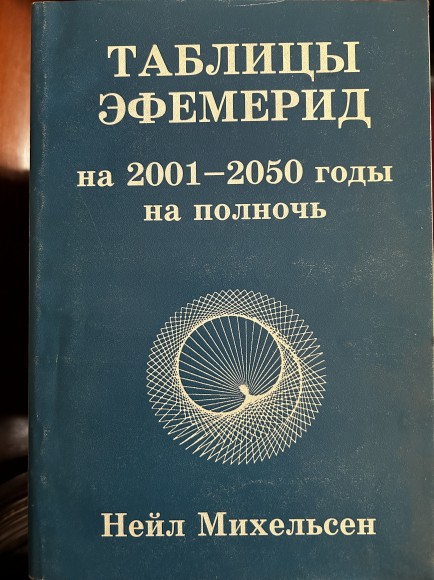 ТАБЛИЦЫ
ЭФЕМЕРИД
на 2001–2050 годы
на полночь
Нейл Михельсен